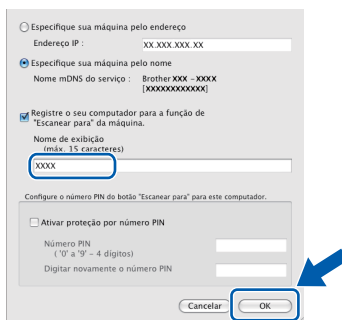 Especifique sua máquina pelo endereço
Endereço IP :
XX.XXX.XXX.XX
Especifique sua máquina pelo nome
Nome mDNS do serviço :
Brother XXX - XXXX
[XXXXXXXXXXXX]
Registre o seu computador para a função de
"Escanear para" da máquina.
Nome de exibição
(máx. 15 caracteres)
XXXX
Configure o número PIN do botão "Escanear para" para este computador.
Ativar proteção por número PIN
Número PIN
( '0' a '9' - 4 dígitos)
Digitar novamente o número PIN
Cancelar
OK